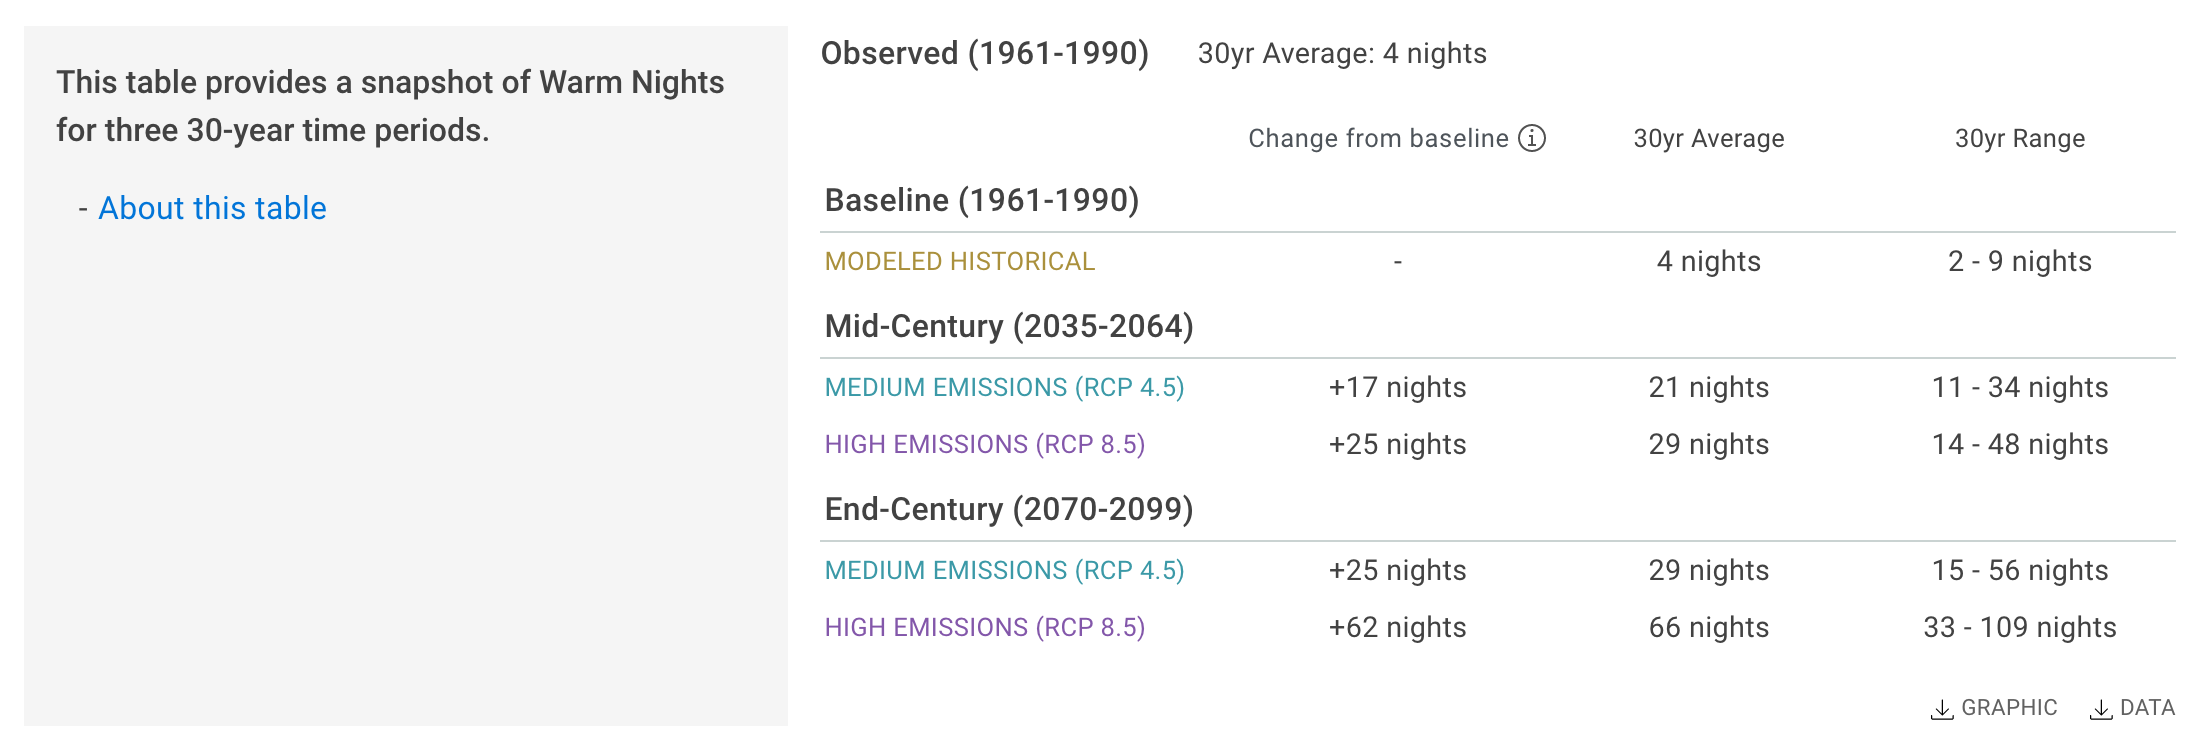 This table provides a snapshot of Warm Nights
for three 30-year time periods.
- About this table
Observed (1961-1990) 30yr Average: 4 nights
Change from baseline 30yr Average 30yr Range
Baseline (1961-1990)
MODELED HISTORICAL - 4 nights 2 - 9 nights
Mid-Century (2035-2064)
MEDIUM EMISSIONS (RCP 4.5) +17 nights 21 nights 11 - 34 nights
HIGH EMISSIONS (RCP 8.5) +25 nights 29 nights 14 - 48 nights
End-Century (2070-2099)
MEDIUM EMISSIONS (RCP 4.5) +25 nights 29 nights 15 - 56 nights
HIGH EMISSIONS (RCP 8.5) +62 nights 66 nights 33 - 109 nights
GRAPHIC DATA